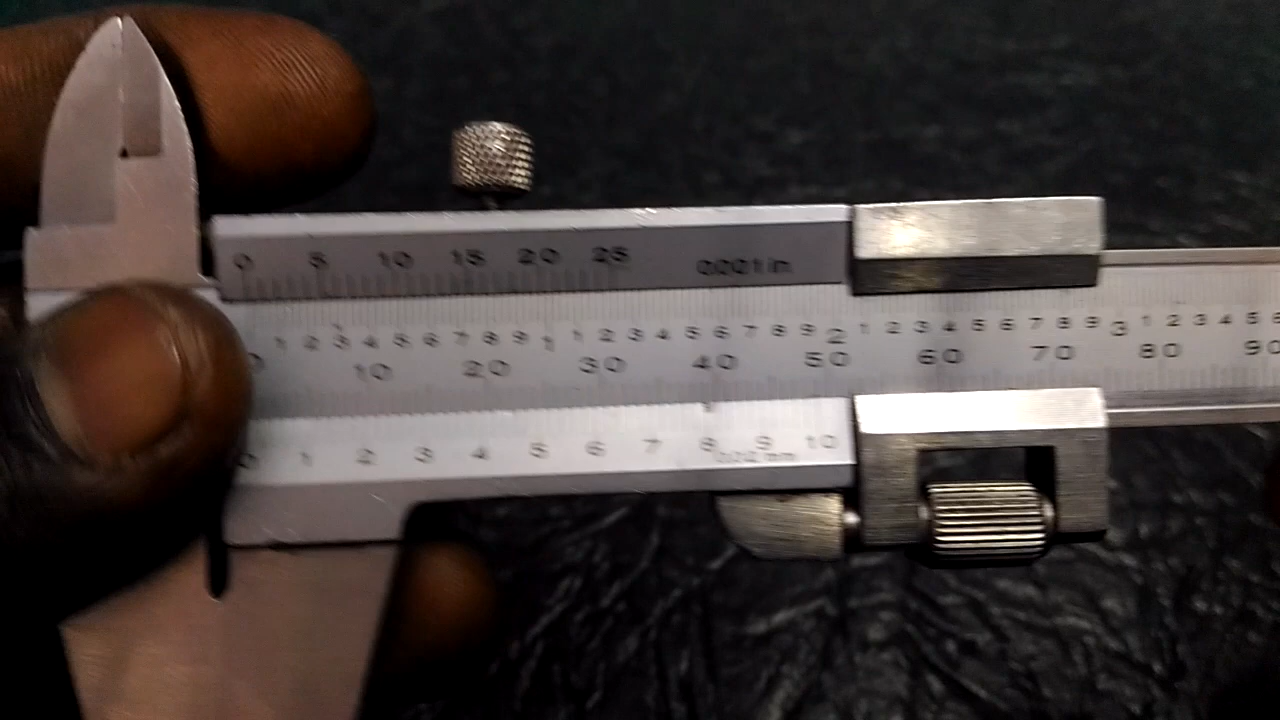 0 5 10 15 20 25 0.001in
1 2 3 4 5 6 7 8 9 1 1 2 3 4 5 6 7 8 9 2 1 2 3 4 5 6 7 8 9 3 1 2 3 4 5 6
0 10 20 30 40 50 60 70 80 90
0 1 2 3 4 5 6 7 8 9 10
0.02mm